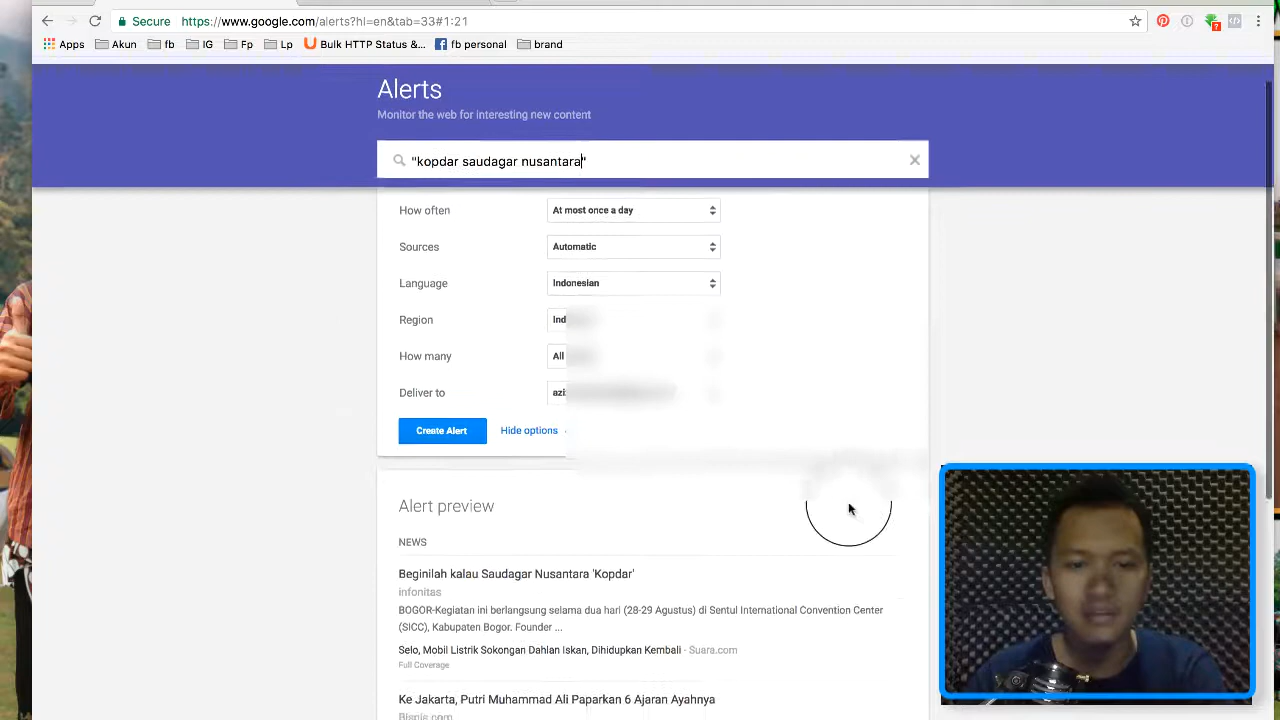 Secure
https://www.google.com/alerts?hl=en&tab=33#1:21
Apps Akun fb IG Fp Lp Bulk HTTP Status &... fb personal brand
Alerts
Monitor the web for interesting new content
"kopdar saudagar nusantara"
How often At most once a day
Sources Automatic
Language Indonesian
Region Ind
How many All
Deliver to azi
Create Alert Hide options
Alert preview
NEWS
Beginilah kalau Saudagar Nusantara 'Kopdar'
infonitas
BOGOR-Kegiatan ini berlangsung selama dua hari (28-29 Agustus) di Sentul International Convention Center
(SICC), Kabupaten Bogor. Founder ...
Selo, Mobil Listrik Sokongan Dahlan Iskan, Dihidupkan Kembali - Suara.com
Full Coverage
Ke Jakarta, Putri Muhammad Ali Paparkan 6 Ajaran Ayahnya
Bisnis.com